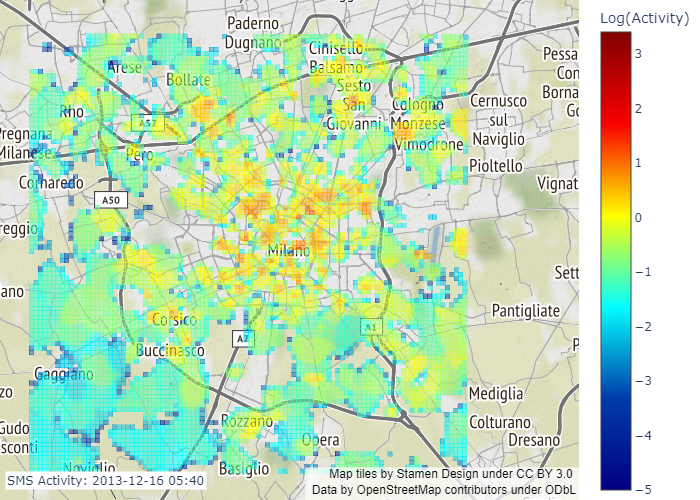 Log(Activity)
Paderno
Dugnano
Cinisello
Balsamo
Sesto
San
Giovanni
Arese
Bollate
Cologno
Monzese
Vimodrone
Cernusco
sul
Naviglio
Pioltello
Pessa
Con
Borna
Go
Rho
A52
Pregnana
Milanese
Pero
Cornaredo
A50
Vignat
reggio
Milano
Sett
ano
Pantigliate
Corsico
A7
A1
Buccinasco
P
Gaggiano
zo
Mediglia
Rozzano
Colturano
Gudo
sconti
Opera
Dresano
Noviglio
Basiglio
SMS Activity: 2013-12-16 05:40
Map tiles by Stamen Design under CC BY 3.0
Data by OpenStreetMap contributors under ODbL
3
2
1
0
−1
−2
−3
−4
−5